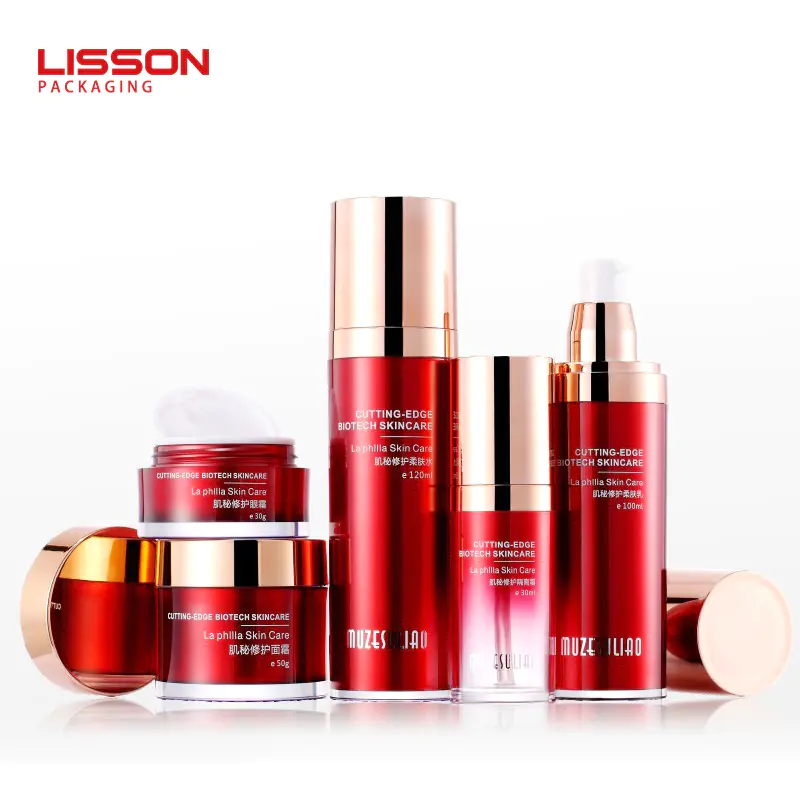 LISSON
PACKAGING
CUTTING-EDGE BIOTECH SKINCARE
La philla Skin Care
肌秘修护眼霜
e 30g
CUTTING-EDGE BIOTECH SKINCARE
La philla Skin Care
肌秘修护面霜
e 50g
CUTTING-EDGE
BIOTECH SKINCARE
La philla Skin Care
肌秘修护柔肤水
e 120ml
MUZESULIAO
CUTTING-EDGE
BIOTECH SKINCARE
La philla Skin Care
肌秘修护隔离霜
e 30ml
MUZESULIAO
CUTTING-EDGE
BIOTECH SKINCARE
La philla Skin Care
肌秘修护柔肤乳
e 100ml
MUZESULIAO